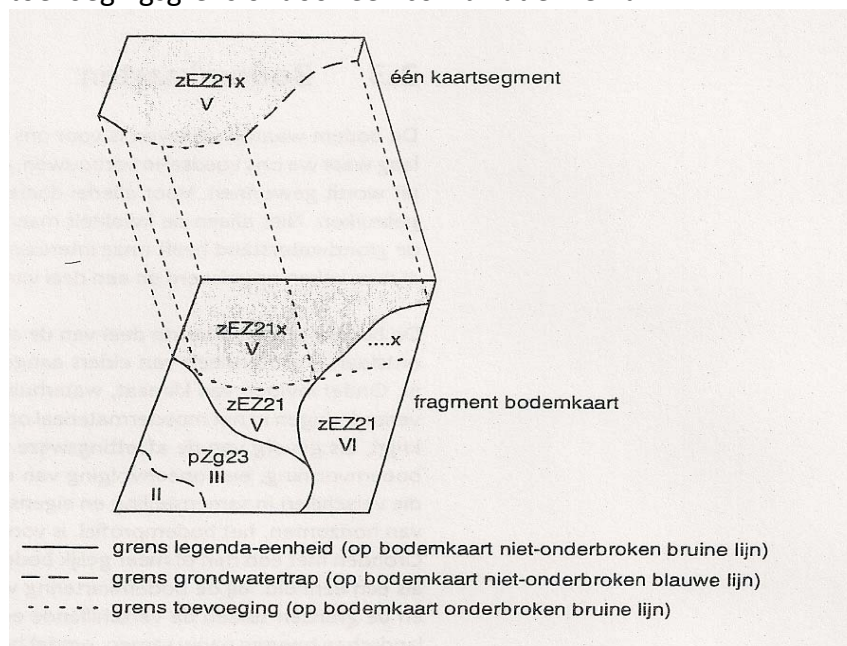 zEZ21x
V
één kaartsegment
zEZ21x
V
....x
fragment bodemkaart
zEZ21
V
zEZ21
VI
pZg23
III
II
grens legenda-eenheid (op bodemkaart niet-onderbroken bruine lijn)
grens grondwatertrap (op bodemkaart niet-onderbroken blauwe lijn)
grens toevoeging (op bodemkaart onderbroken bruine lijn)